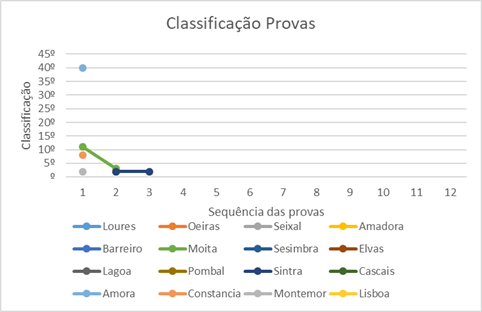 Classificação Provas
45º
40º
35º
30º
25º
20º
15º
10º
5º
º
Classificação
1 2 3 4 5 6 7 8 9 10 11 12
Sequência das provas
Loures Oeiras Seixal Amadora
Barreiro Moita Sesimbra Elvas
Lagoa Pombal Sintra Cascais
Amora Constancia Montemor Lisboa